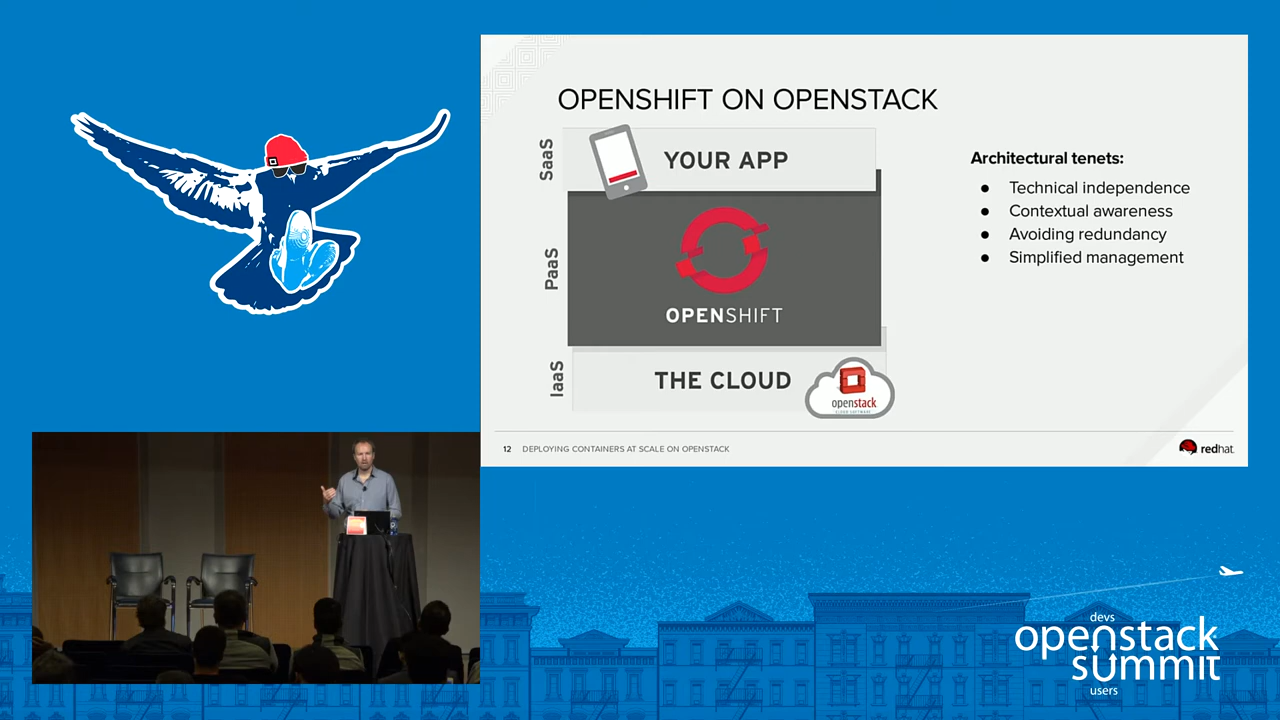 OPENSHIFT ON OPENSTACK
SaaS
YOUR APP
PaaS
OPENSHIFT
IaaS
THE CLOUD
openstack
CLOUD SOFTWARE
Architectural tenets:
● Technical independence
● Contextual awareness
● Avoiding redundancy
● Simplified management
12 DEPLOYING CONTAINERS AT SCALE ON OPENSTACK
redhat.
devs
openstack
summit
users